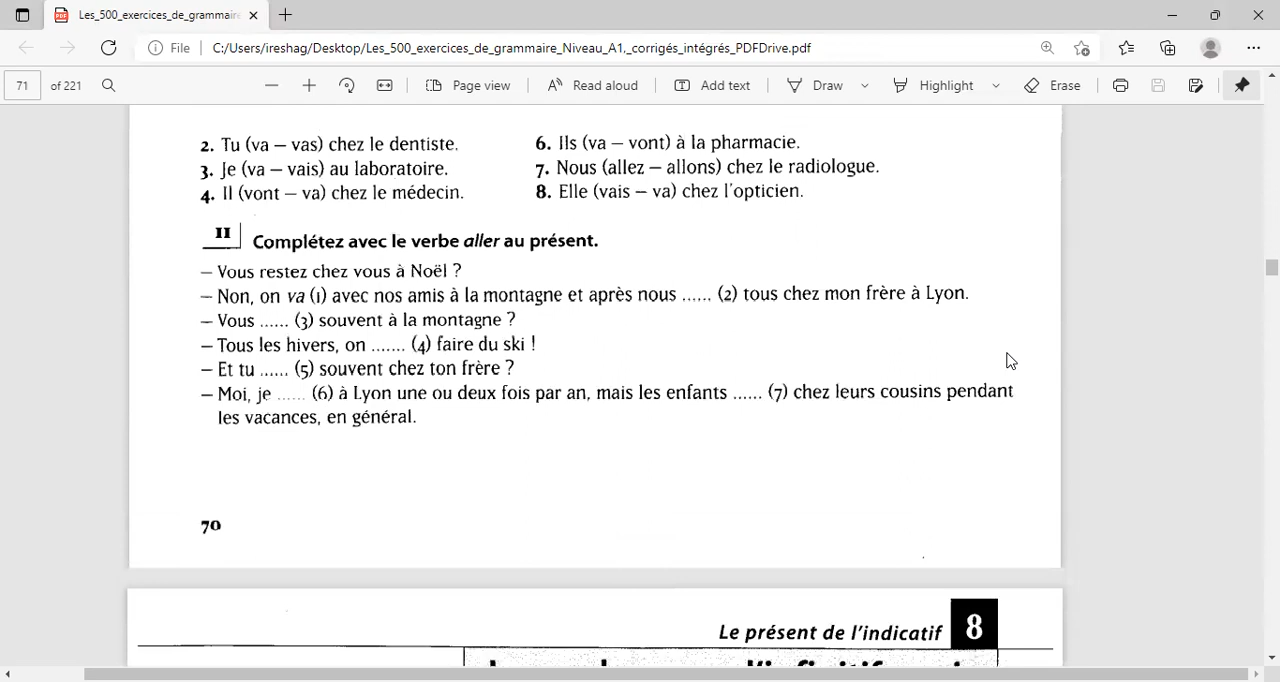 Les_500_exercices_de_grammaire
File C:/Users/ireshag/Desktop/Les_500_exercices_de_grammaire_Niveau_A1,_corrigés_intégrés_PDFDrive.pdf
71 of 221 Page view Read aloud Add text Draw Highlight Erase
2. Tu (va – vas) chez le dentiste.
3. Je (va – vais) au laboratoire.
4. Il (vont – va) chez le médecin.
6. Ils (va – vont) à la pharmacie.
7. Nous (allez – allons) chez le radiologue.
8. Elle (vais – va) chez l'opticien.
11 Complétez avec le verbe aller au présent.
– Vous restez chez vous à Noël ?
– Non, on va (1) avec nos amis à la montagne et après nous ...... (2) tous chez mon frère à Lyon.
– Vous ...... (3) souvent à la montagne ?
– Tous les hivers, on ....... (4) faire du ski !
– Et tu ...... (5) souvent chez ton frère ?
– Moi, je ...... (6) à Lyon une ou deux fois par an, mais les enfants ...... (7) chez leurs cousins pendant
les vacances, en général.
70
Le présent de l'indicatif 8